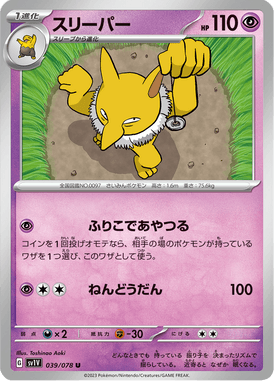 1進化 スリーパー HP 110
スリープから進化
全国図鑑NO.0097 さいみんポケモン 高さ:1.6m 重さ:75.6kg
ふりこであやつる
コインを1回投げオモテなら、相手の場のポケモンが持っている
ワザを1つ選び、このワザとして使う。
ねんどうだん 100
弱点 ×2 抵抗力 -30 にげる
Illus. Toshinao Aoki
G SV1V 039/078 U
©2023 Pokémon/Nintendo/Creatures/GAME FREAK.